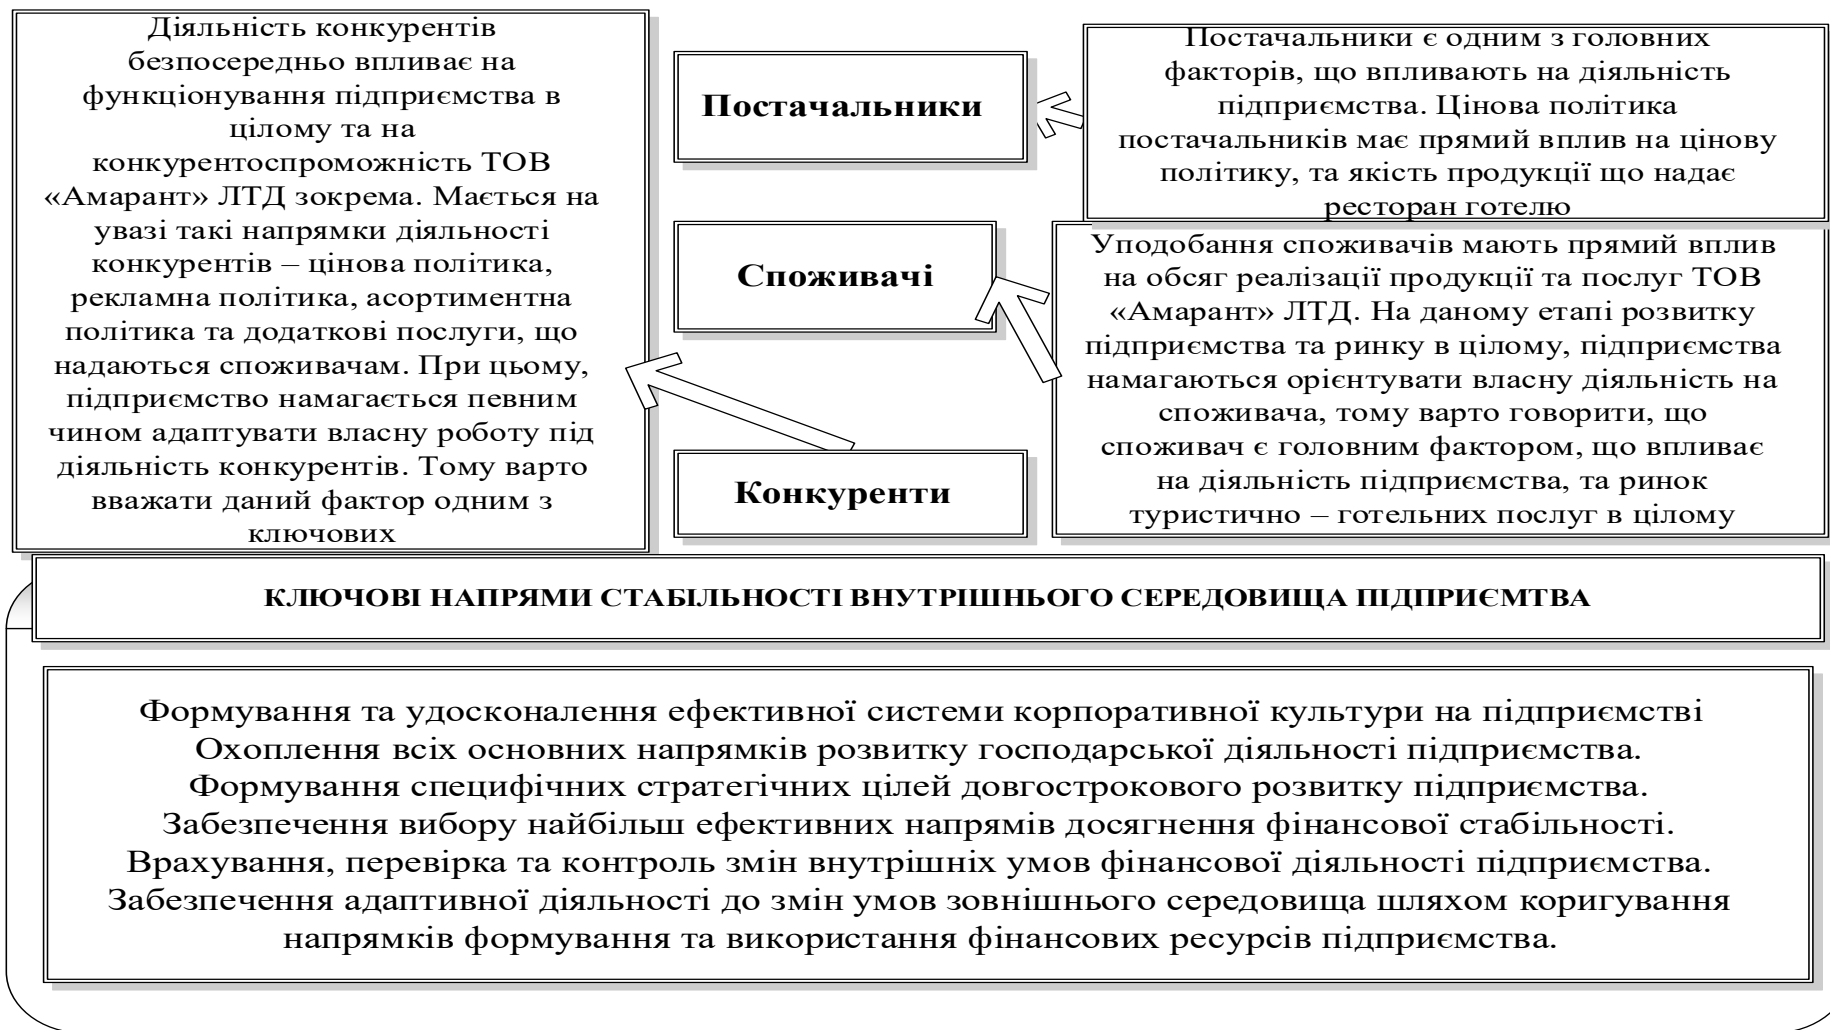 Діяльність конкурентів
безпосередньо впливає на
функціонування підприємства в
цілому та на
конкурентоспроможність ТОВ
«Амарант» ЛТД зокрема. Мається на
увазі такі напрямки діяльності
конкурентів – цінова політика,
рекламна політика, асортиментна
політика та додаткові послуги, що
надаються споживачам. При цьому,
підприємство намагається певним
чином адаптувати власну роботу під
діяльність конкурентів. Тому варто
вважати даний фактор одним з
ключових
Постачальники
Споживачі
Конкуренти
Постачальники є одним з головних
факторів, що впливають на діяльність
підприємства. Цінова політика
постачальників має прямий вплив на цінову
політику, та якість продукції що надає
ресторан готелю
Уподобання споживачів мають прямий вплив
на обсяг реалізації продукції та послуг ТОВ
«Амарант» ЛТД. На даному етапі розвитку
підприємства та ринку в цілому, підприємства
намагаються орієнтувати власну діяльність на
споживача, тому варто говорити, що
споживач є головним фактором, що впливає
на діяльність підприємства, та ринок
туристично – готельних послуг в цілому
КЛЮЧОВІ НАПРЯМИ СТАБІЛЬНОСТІ ВНУТРІШНЬОГО СЕРЕДОВИЩА ПІДПРИЄМТВА
Формування та удосконалення ефективної системи корпоративної культури на підприємстві
Охоплення всіх основних напрямків розвитку господарської діяльності підприємства.
Формування специфічних стратегічних цілей довгострокового розвитку підприємства.
Забезпечення вибору найбільш ефективних напрямів досягнення фінансової стабільності.
Врахування, перевірка та контроль змін внутрішніх умов фінансової діяльності підприємства.
Забезпечення адаптивної діяльності до змін умов зовнішнього середовища шляхом коригування
напрямків формування та використання фінансових ресурсів підприємства.